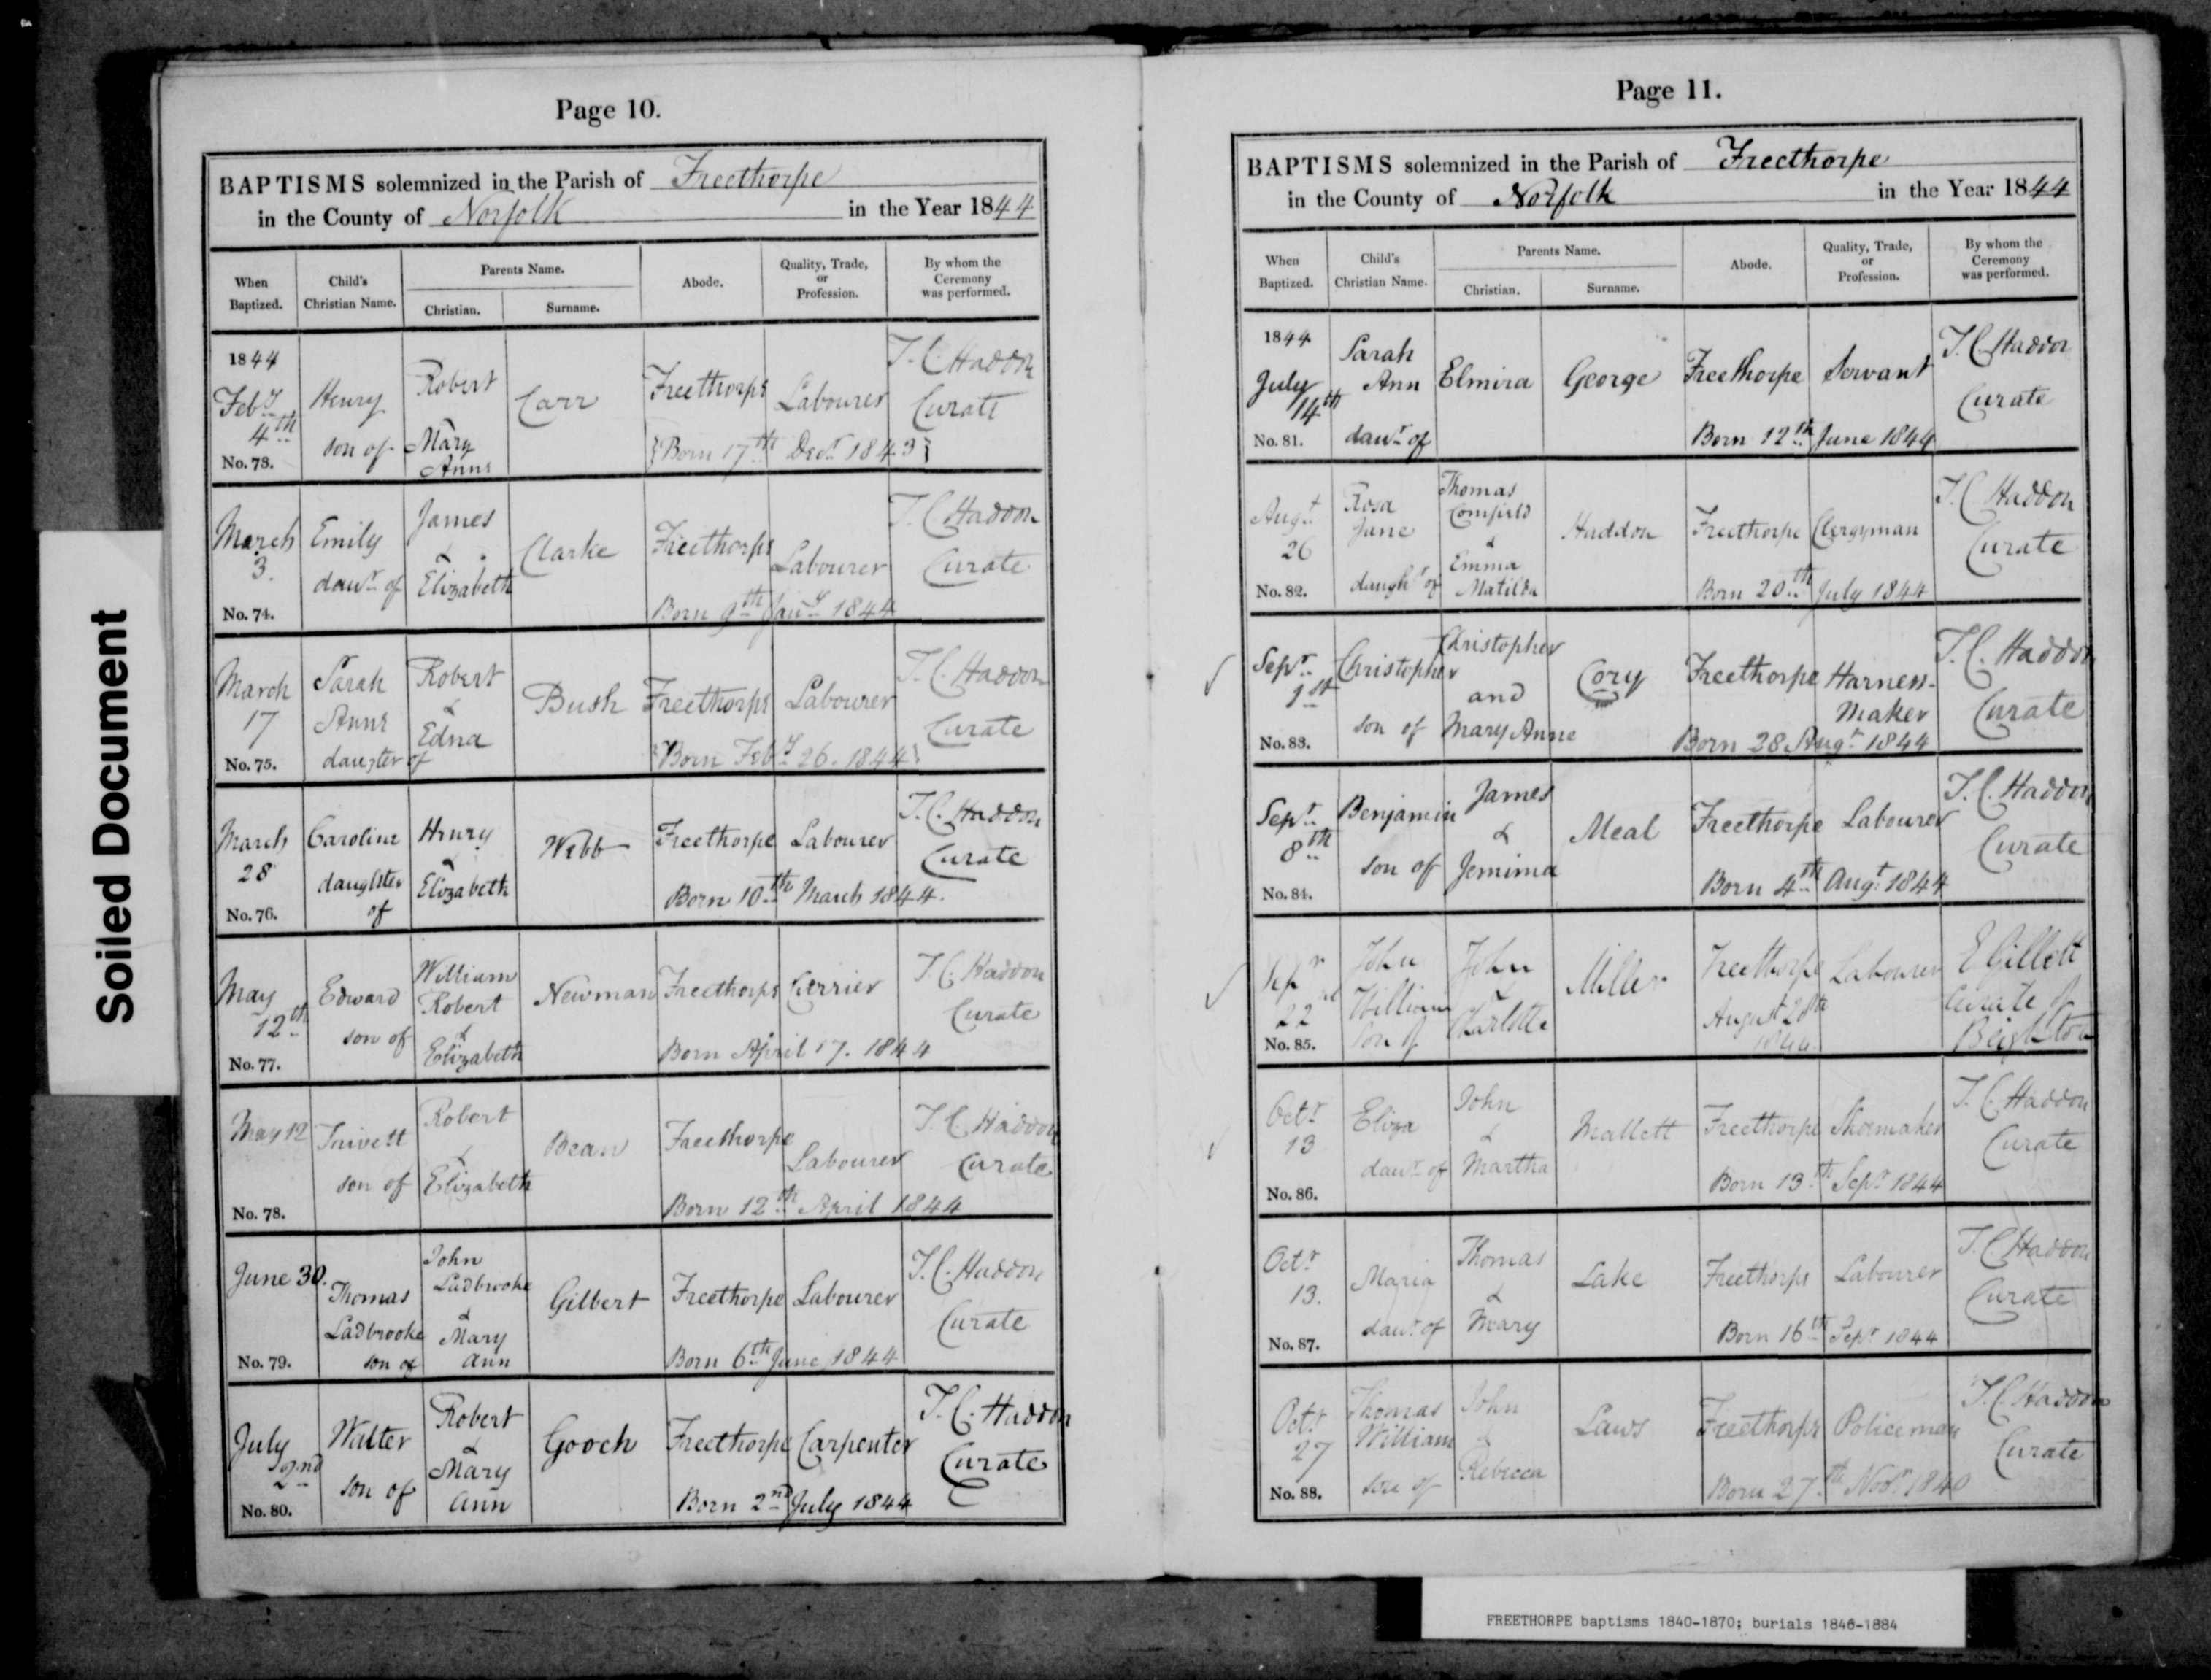 Soiled Document
Page 10.
BAPTISMS solemnized in the Parish of Freethorpe
in the County of Norfolk in the Year 1844
When Baptized.
Child's Christian Name.
Parents Name.
Christian.
Surname.
Abode.
Quality, Trade, or Profession.
By whom the Ceremony was performed.
1844
Feby 4th
No. 73.
Henry son of
Robert Mary Anne
Carr
Freethorpe
Labourer
{Born 17th Decr 1843}
T. C. Haddon Curate
March 3.
No. 74.
Emily daur of
James & Elizabeth
Clarke
Freethorpe
Labourer
Born 9th Jany 1844
T. C. Haddon Curate
March 17
No. 75.
Sarah Anne daugter of
Robert & Edna
Bush
Freethorpe
Labourer
{Born Feby 26. 1844}
T. C. Haddon Curate
March 28
No. 76.
Caroline daughter of
Henry & Elizabeth
Webb
Freethorpe
Labourer
Born 10th March 1844.
T. C. Haddon Curate
May 12th
No. 77.
Edward son of
William Robert & Elizabeth
Newman
Freethorpe
Carrier
Born April 17. 1844
T. C. Haddon Curate
May 12
No. 78.
son of
Robert & Elizabeth
Bean
Freethorpe
Labourer
Born 12th April 1844
T. C. Haddon Curate
June 30.
No. 79.
Thomas Ladbrooke son of
John Ladbrooke & Mary Ann
Gilbert
Freethorpe
Labourer
Born 6th June 1844
T. C. Haddon Curate
July 2nd
No. 80.
Walter son of
Robert & Mary Ann
Gooch
Freethorpe
Carpenter
Born 2nd July 1844
T. C. Haddon Curate
Page 11.
BAPTISMS solemnized in the Parish of Freethorpe
in the County of Norfolk in the Year 1844
When Baptized.
Child's Christian Name.
Parents Name.
Christian.
Surname.
Abode.
Quality, Trade, or Profession.
By whom the Ceremony was performed.
1844
July 14th
No. 81.
Sarah Ann daur of
Elmira
George
Freethorpe
Servant
Born 12th June 1844
T. C. Haddon Curate
Augt 26
No. 82.
Rosa Jane daught of
Thomas & Emma Matilda
Haddon
Freethorpe
Clergyman
Born 20th July 1844
T. C. Haddon Curate
Sepr 1st
No. 83.
Christopher son of
Christopher and Mary Anne
Cory
Freethorpe
Harness-Maker
Born 28 Augt 1844
T. C. Haddon Curate
Sepr 8th
No. 84.
Benjamin son of
James & Jemima
Meal
Freethorpe
Labourer
Born 4th Augt 1844
T. C. Haddon Curate
Sepr 22nd
No. 85.
John William Son of
John & Charlotte
Miller
Freethorpe
Labourer
August 28th 1844
E Gillett Curate of Beighton
Octr 13
No. 86.
Eliza daur of
John & Martha
Mallett
Freethorpe
Shoemaker
Born 13th Sepr 1844
T. C. Haddon Curate
Octr 13.
No. 87.
Maria daur of
Thomas & Mary
Lake
Freethorpe
Labourer
Born 16th Sepr 1844
T. C. Haddon Curate
Octr 27
No. 88.
Thomas William son of
John & Rebecca
Laws
Freethorpe
Policeman
Born 27th Novr 1840
T. C. Haddon Curate
FREETHORPE baptisms 1840-1870; burials 1846-1884